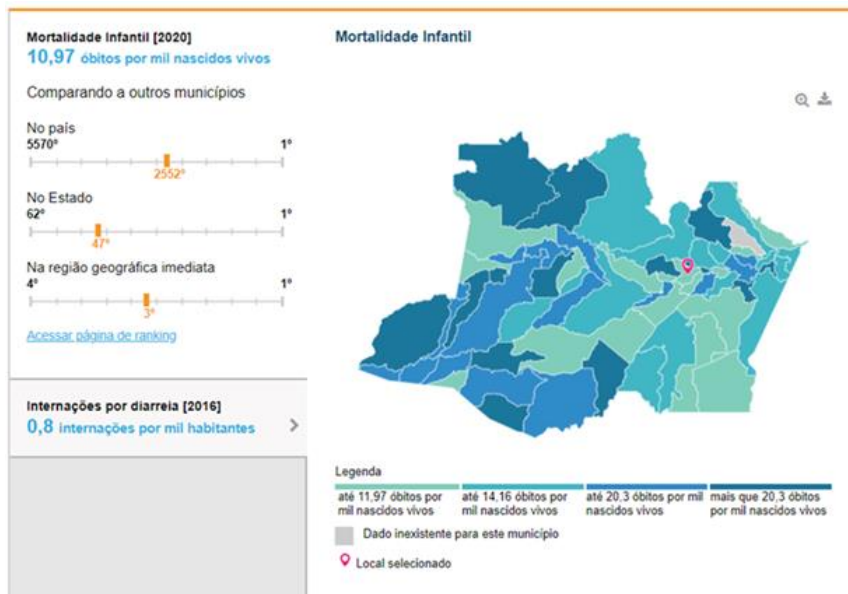 Mortalidade Infantil [2020]
10,97 óbitos por mil nascidos vivos
Comparando a outros municípios
No país
5570º 1º
2552º
No Estado
62º 1º
47º
Na região geográfica imediata
4º 1º
3º
Acessar página de ranking
Internações por diarreia [2016]
0,8 internações por mil habitantes
Mortalidade Infantil
Legenda
até 11,97 óbitos por
mil nascidos vivos
até 14,16 óbitos por
mil nascidos vivos
até 20,3 óbitos por mil
nascidos vivos
mais que 20,3 óbitos
por mil nascidos vivos
Dado inexistente para este município
Local selecionado